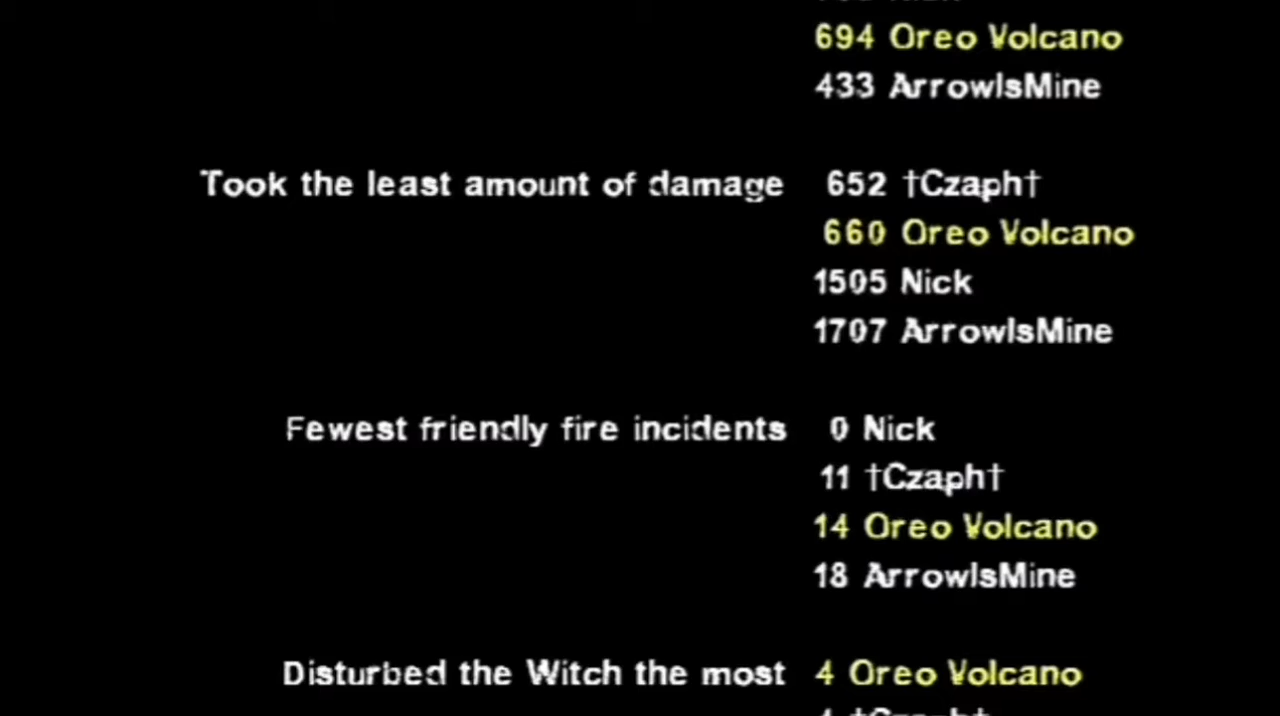 694 Oreo Volcano
433 ArrowIsMine
Took the least amount of damage 652 †Czaph†
660 Oreo Volcano
1505 Nick
1707 ArrowIsMine
Fewest friendly fire incidents 0 Nick
11 †Czaph†
14 Oreo Volcano
18 ArrowIsMine
Disturbed the Witch the most 4 Oreo Volcano
†Czaph†